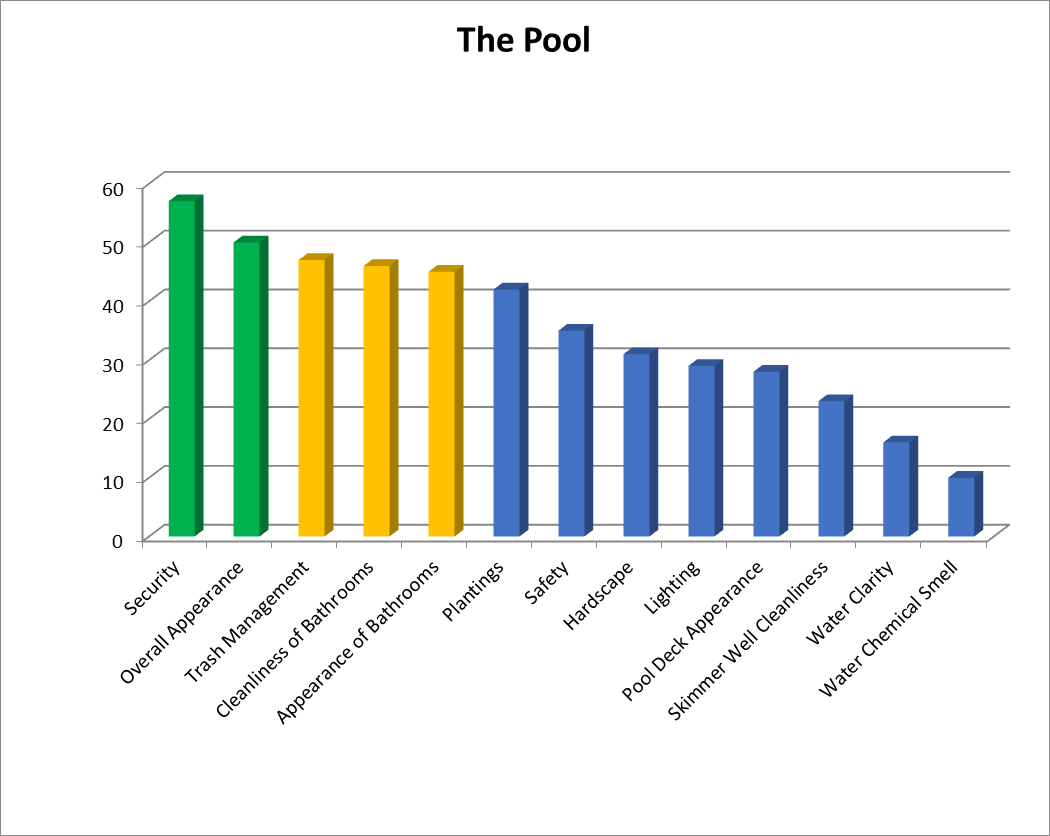 The Pool
60
50
40
30
20
10
0
Security
Overall Appearance
Trash Management
Cleanliness of Bathrooms
Appearance of Bathrooms
Plantings
Safety
Hardscape
Lighting
Pool Deck Appearance
Skimmer Well Cleanliness
Water Clarity
Water Chemical Smell